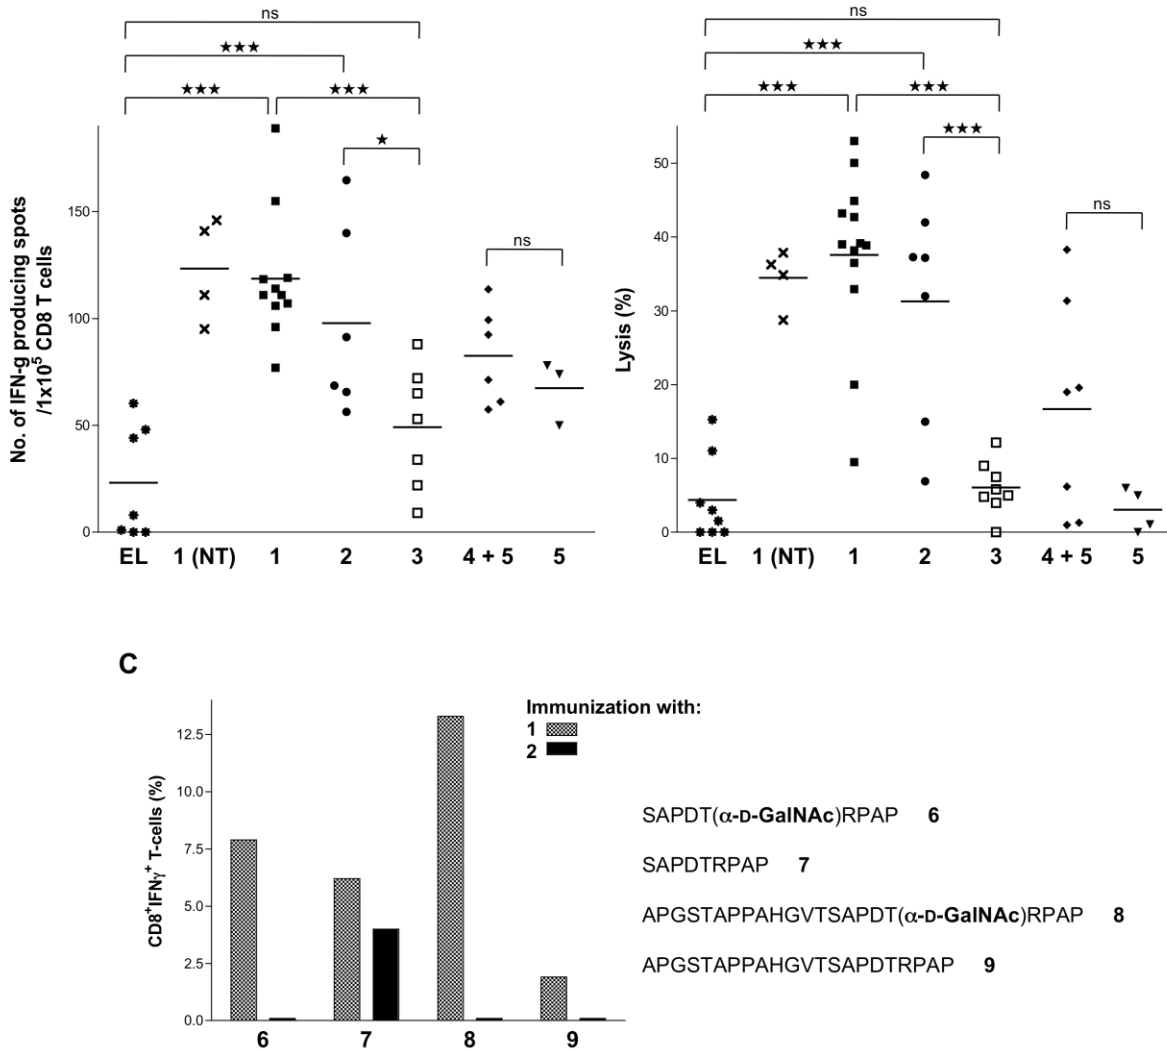 ns
★★★
★★★ ★★★
★
ns
No. of IFN-g producing spots
/1x10⁵ CD8 T cells
150
100
50
0
EL 1 (NT) 1 2 3 4 + 5 5
ns
★★★
★★★ ★★★
★★★
ns
Lysis (%)
50
40
30
20
10
0
EL 1 (NT) 1 2 3 4 + 5 5
C
CD8⁺IFNγ⁺ T-cells (%)
12.5
10.0
7.5
5.0
2.5
0.0
6 7 8 9
Immunization with:
1
2
SAPDT(α-D-GalNAc)RPAP 6
SAPDTRPAP 7
APGSTAPPAHGVTSAPDT(α-D-GalNAc)RPAP 8
APGSTAPPAHGVTSAPDTRPAP 9